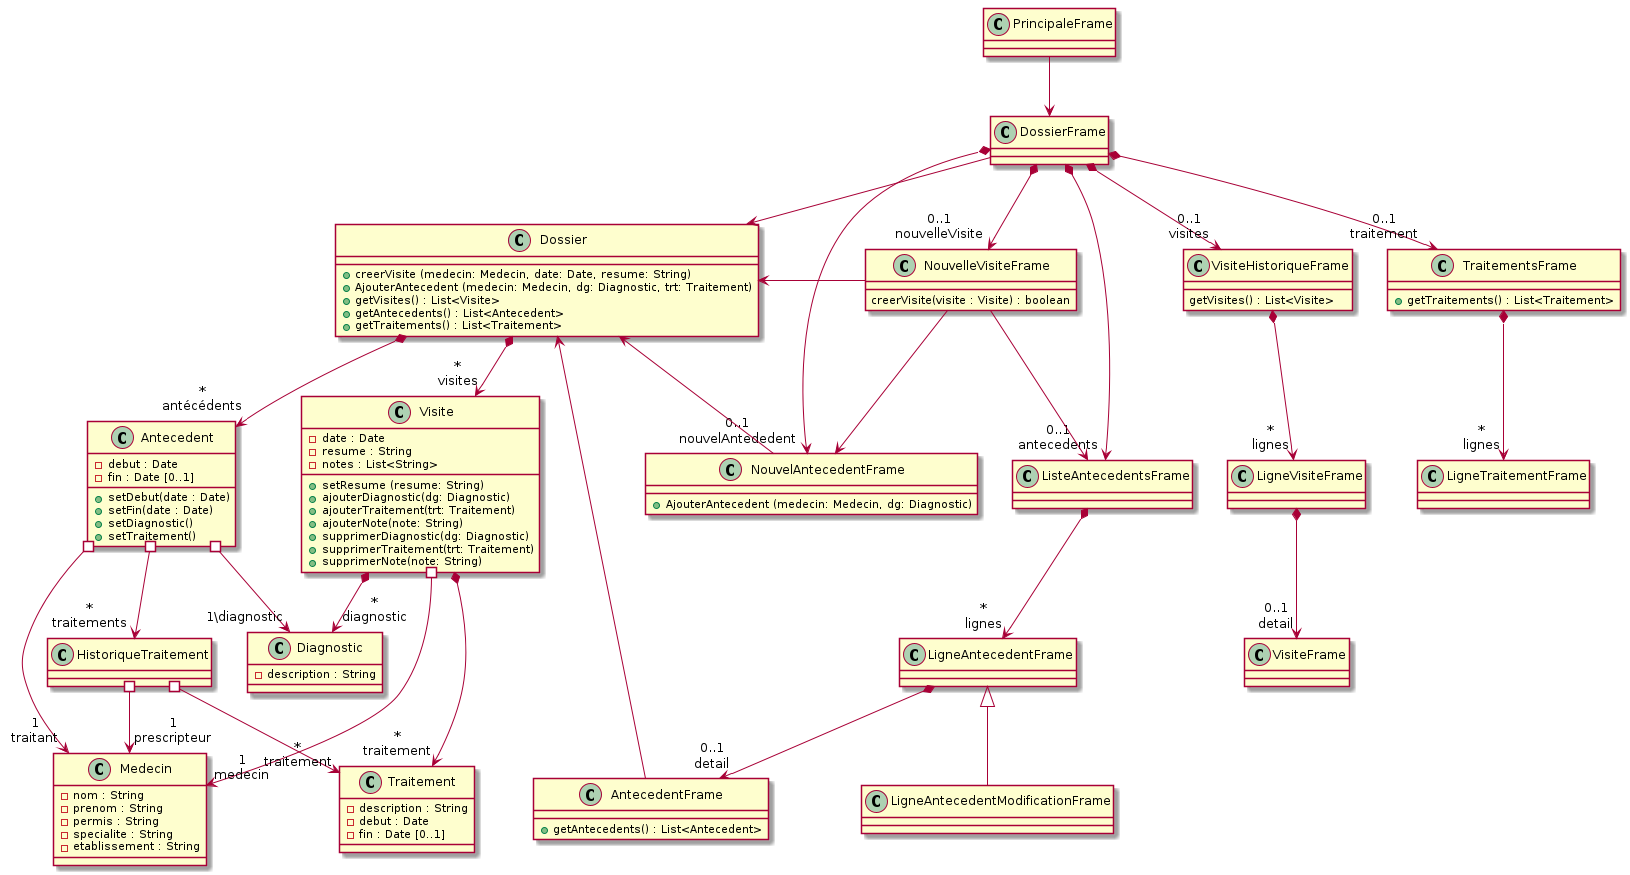 C PrincipaleFrame
C DossierFrame
0..1
nouvelleVisite
0..1
visites
0..1
traitement
C Dossier
creerVisite (medecin: Medecin, date: Date, resume: String)
AjouterAntecedent (medecin: Medecin, dg: Diagnostic, trt: Traitement)
getVisites() : List<Visite>
getAntecedents() : List<Antecedent>
getTraitements() : List<Traitement>
C NouvelleVisiteFrame
creerVisite(visite : Visite) : boolean
C VisiteHistoriqueFrame
getVisites() : List<Visite>
C TraitementsFrame
getTraitements() : List<Traitement>
*
antécédents
*
visites
0..1
nouvelAntededent
0..1
antecedents
*
lignes
*
lignes
C Antecedent
debut : Date
fin : Date [0..1]
setDebut(date : Date)
setFin(date : Date)
setDiagnostic()
setTraitement()
C Visite
date : Date
resume : String
notes : List<String>
setResume (resume: String)
ajouterDiagnostic(dg: Diagnostic)
ajouterTraitement(trt: Traitement)
ajouterNote(note: String)
supprimerDiagnostic(dg: Diagnostic)
supprimerTraitement(trt: Traitement)
supprimerNote(note: String)
C NouvelAntecedentFrame
AjouterAntecedent (medecin: Medecin, dg: Diagnostic)
C ListeAntecedentsFrame
C LigneVisiteFrame
C LigneTraitementFrame
*
traitements
1\diagnostic
*
diagnostic
*
lignes
0..1
detail
C HistoriqueTraitement
C Diagnostic
description : String
C LigneAntecedentFrame
C VisiteFrame
1
traitant
1
prescripteur
*
traitement
1
medecin
*
traitement
0..1
detail
C Medecin
nom : String
prenom : String
permis : String
specialite : String
etablissement : String
C Traitement
description : String
debut : Date
fin : Date [0..1]
C AntecedentFrame
getAntecedents() : List<Antecedent>
C LigneAntecedentModificationFrame